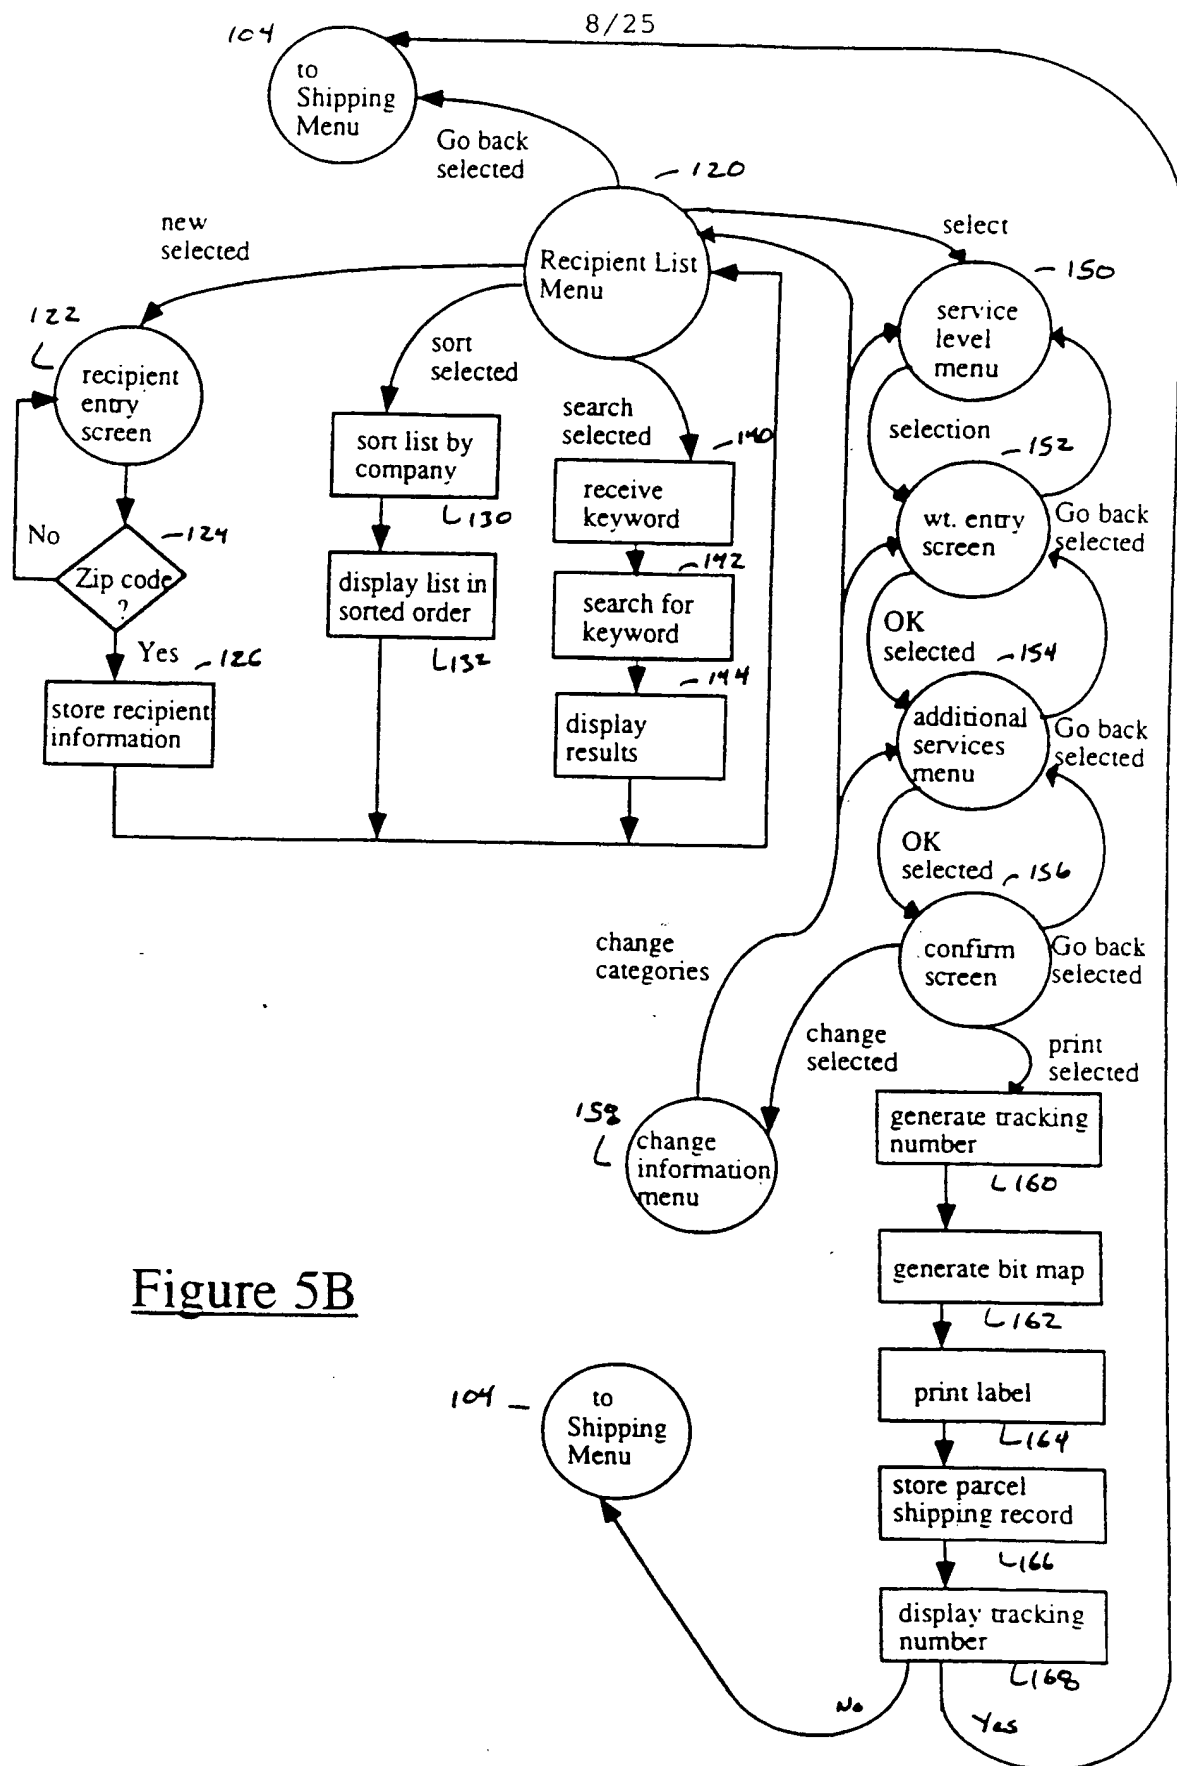 8/25
104
to
Shipping
Menu
Go back
selected
120
new
selected
Recipient List
Menu
select
150
service
level
menu
122
recipient
entry
screen
sort
selected
search
selected
selection
140
152
sort list by
company
130
receive
keyword
wt. entry
screen
Go back
selected
No
124
Zip code
?
142
display list in
sorted order
132
search for
keyword
OK
selected
154
Yes
126
144
store recipient
information
display
results
additional
services
menu
Go back
selected
OK
selected
156
change
categories
confirm
screen
Go back
selected
change
selected
print
selected
158
change
information
menu
generate tracking
number
160
generate bit map
162
Figure 5B
print label
164
104
to
Shipping
Menu
store parcel
shipping record
166
display tracking
number
168
No
Yes